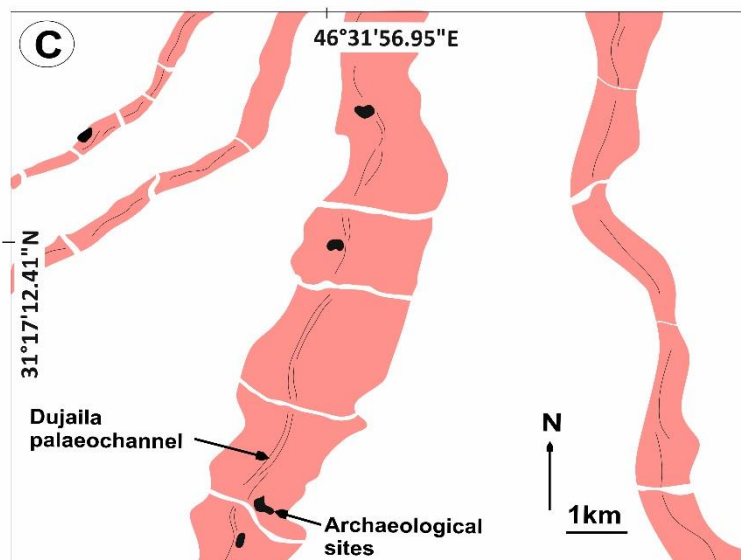 C
46°31'56.95"E
31°17'12.41"N
Dujaila
palaeochannel
N
1km
Archaeological
sites